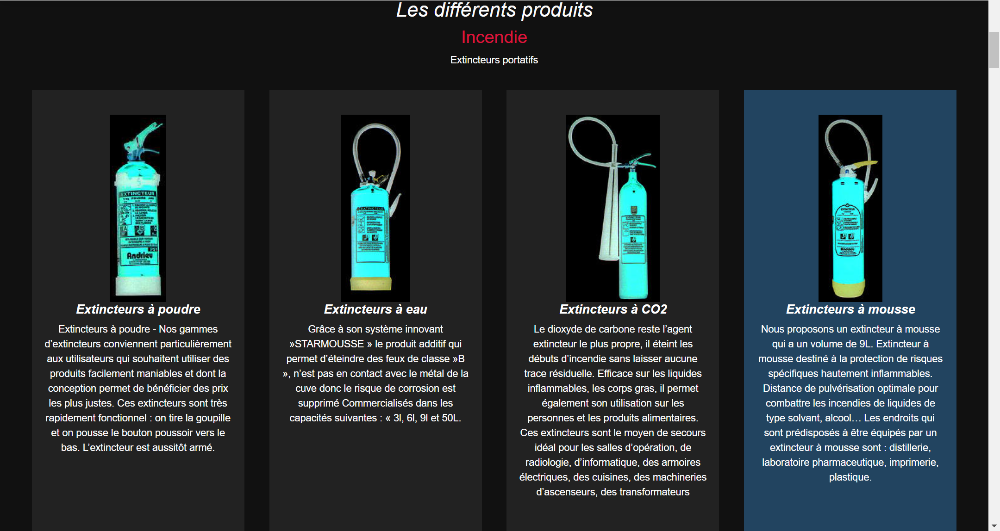 Les différents produits
Incendie
Extincteurs portatifs
EXTINCTEUR
1 kg POUDRE ABC
A B C
Andrieu
EXTINCTEUR
EXTINCTEUR
EXTINCTEUR
Andrieu
Extincteurs à poudre
Extincteurs à poudre - Nos gammes
d’extincteurs conviennent particulièrement
aux utilisateurs qui souhaitent utiliser des
produits facilement maniables et dont la
conception permet de bénéficier des prix
les plus justes. Ces extincteurs sont très
rapidement fonctionnel : on tire la goupille
et on pousse le bouton poussoir vers le
bas. L’extincteur est aussitôt armé.
Extincteurs à eau
Grâce à son système innovant
»STARMOUSSE » le produit additif qui
permet d’éteindre des feux de classe »B
», n’est pas en contact avec le métal de la
cuve donc le risque de corrosion est
supprimé Commercialisés dans les
capacités suivantes : « 3l, 6l, 9l et 50L.
Extincteurs à CO2
Le dioxyde de carbone reste l’agent
extincteur le plus propre, il éteint les
débuts d’incendie sans laisser aucune
trace résiduelle. Efficace sur les liquides
inflammables, les corps gras, il permet
également son utilisation sur les
personnes et les produits alimentaires.
Ces extincteurs sont le moyen de secours
idéal pour les salles d’opération, de
radiologie, d’informatique, des armoires
électriques, des cuisines, des machineries
d’ascenseurs, des transformateurs
Extincteurs à mousse
Nous proposons un extincteur à mousse
qui a un volume de 9L. Extincteur à
mousse destiné à la protection de risques
spécifiques hautement inflammables.
Distance de pulvérisation optimale pour
combattre les incendies de liquides de
type solvant, alcool… Les endroits qui
sont prédisposés à être équipés par un
extincteur à mousse sont : distillerie,
laboratoire pharmaceutique, imprimerie,
plastique.